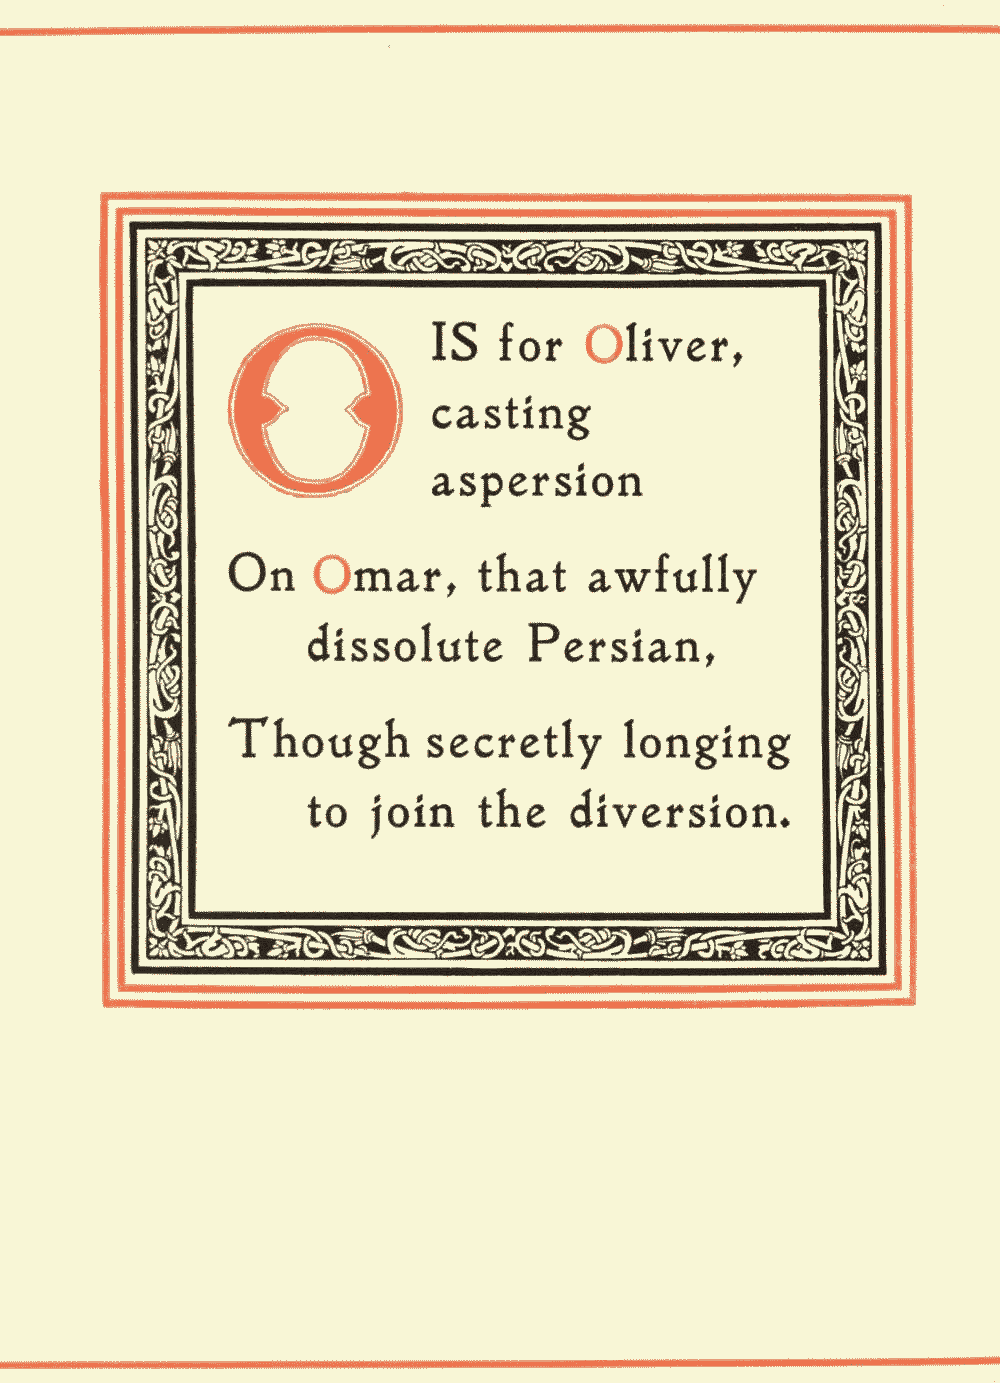 O IS for Oliver,
casting
aspersion
On Omar, that awfully
dissolute Persian,
Though secretly longing
to join the diversion.